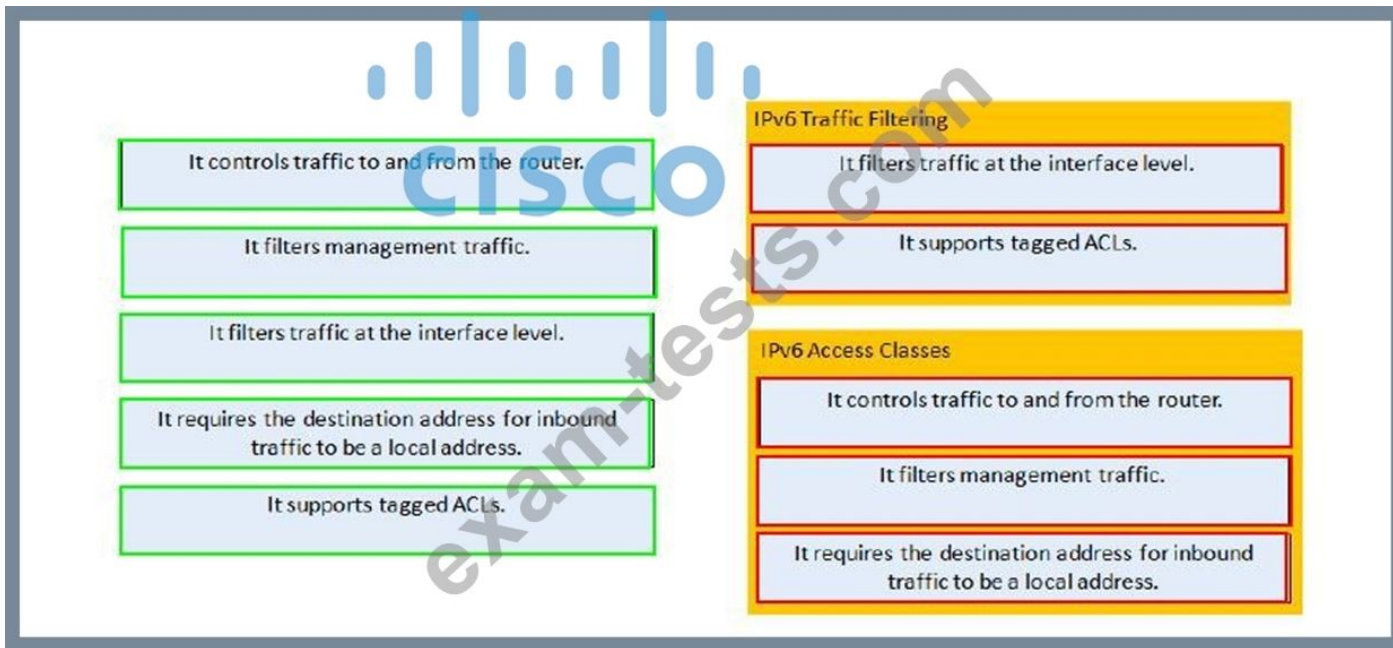 CISCO
It controls traffic to and from the router.
It filters management traffic.
It filters traffic at the interface level.
It requires the destination address for inbound
traffic to be a local address.
It supports tagged ACLs.
IPv6 Traffic Filtering
It filters traffic at the interface level.
It supports tagged ACLs.
IPv6 Access Classes
It controls traffic to and from the router.
It filters management traffic.
It requires the destination address for inbound
traffic to be a local address.
exam-tests.com